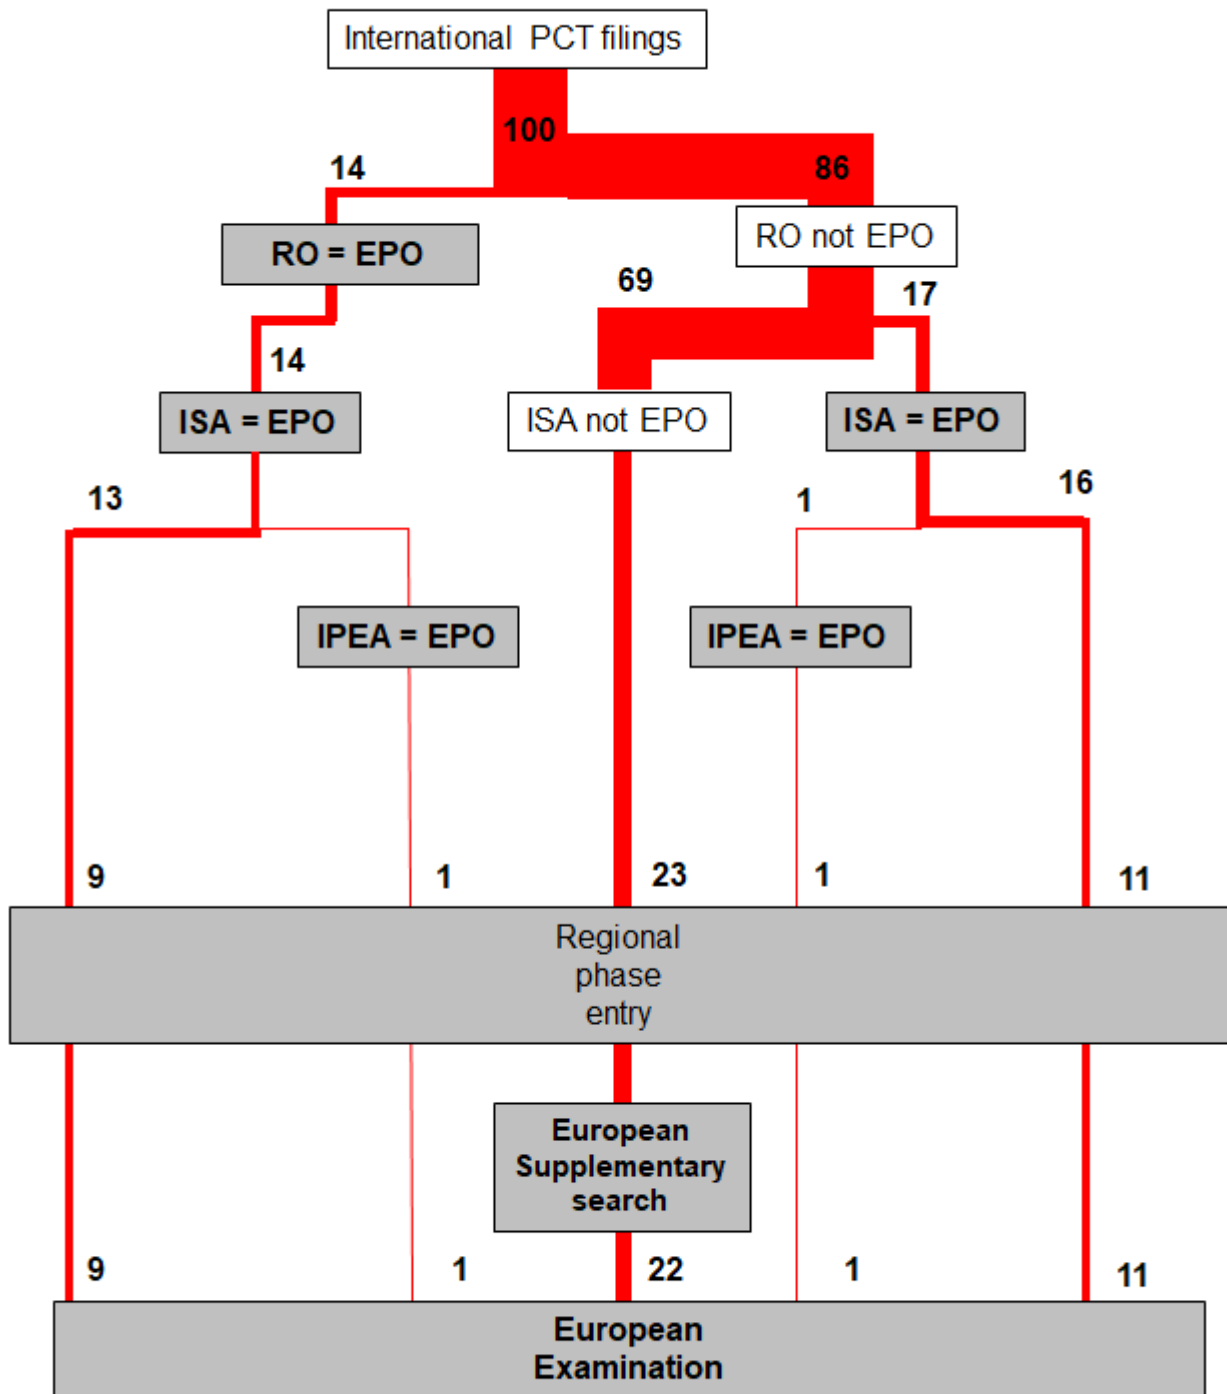 International PCT filings
100
14
86
RO = EPO
RO not EPO
69
17
14
ISA = EPO
ISA not EPO
ISA = EPO
13
1
16
IPEA = EPO
IPEA = EPO
9
1
23
1
11
Regional
phase
entry
European
Supplementary
search
9
1
22
1
11
European
Examination